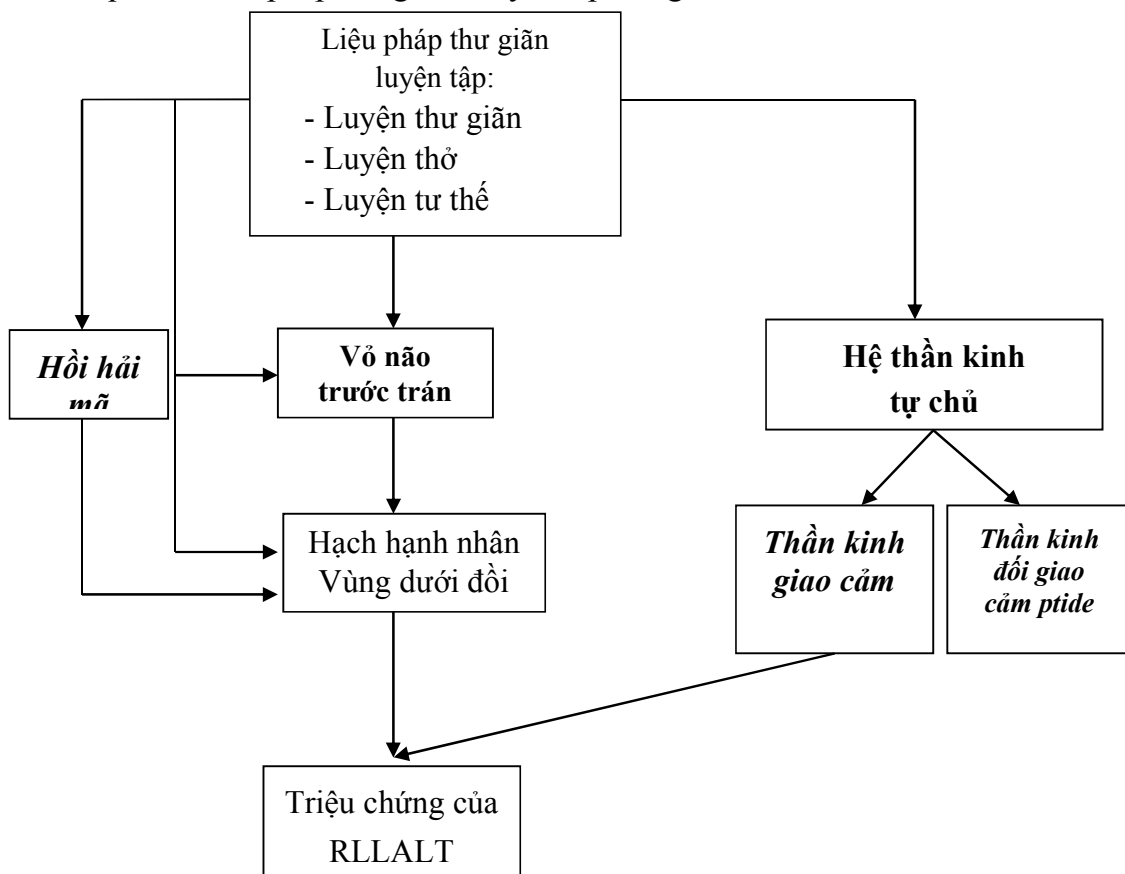 Liệu pháp thư giãn
luyện tập:
- Luyện thư giãn
- Luyện thở
- Luyện tư thế
Hồi hải
mã
Vỏ não
trước trán
Hệ thần kinh
tự chủ
Hạch hạnh nhân
Vùng dưới đồi
Thần kinh
giao cảm
Thần kinh
đối giao
cảm ptide
Triệu chứng của
RLLALT